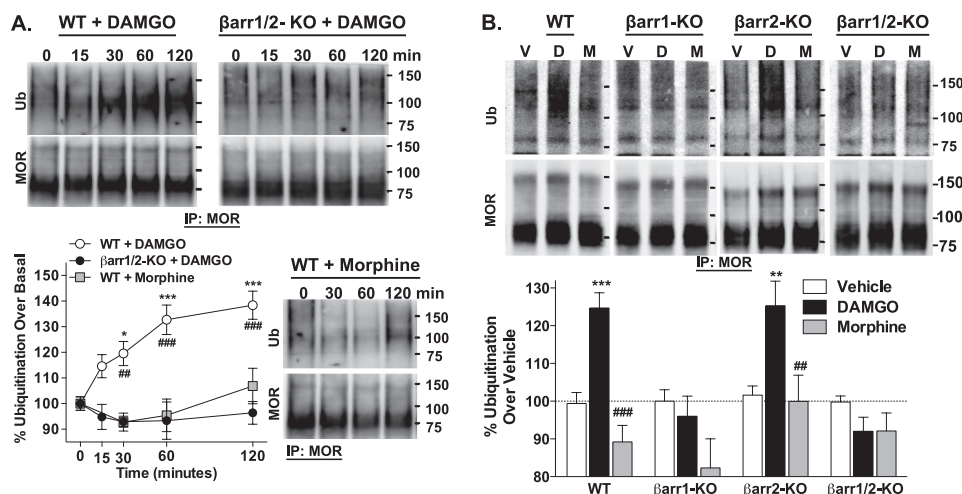 A.
WT + DAMGO
βarr1/2- KO + DAMGO
0 15 30 60 120
0 15 30 60 120 min
Ub
150
100
75
MOR
150
100
75
IP: MOR
WT + DAMGO
βarr1/2-KO + DAMGO
WT + Morphine
% Ubiquitination Over Basal
150
140
130
120
110
100
90
*
##
***
###
***
###
0 15 30 60 120
Time (minutes)
WT + Morphine
0 30 60 120 min
Ub
150
100
75
MOR
150
100
75
IP: MOR
B.
WT βarr1-KO βarr2-KO βarr1/2-KO
V D M V D M V D M V D M
Ub
150
100
75
MOR
150
100
75
IP: MOR
Vehicle
DAMGO
Morphine
% Ubiquitination
Over Vehicle
130
120
110
100
90
80
***
###
**
##
WT βarr1-KO βarr2-KO βarr1/2-KO